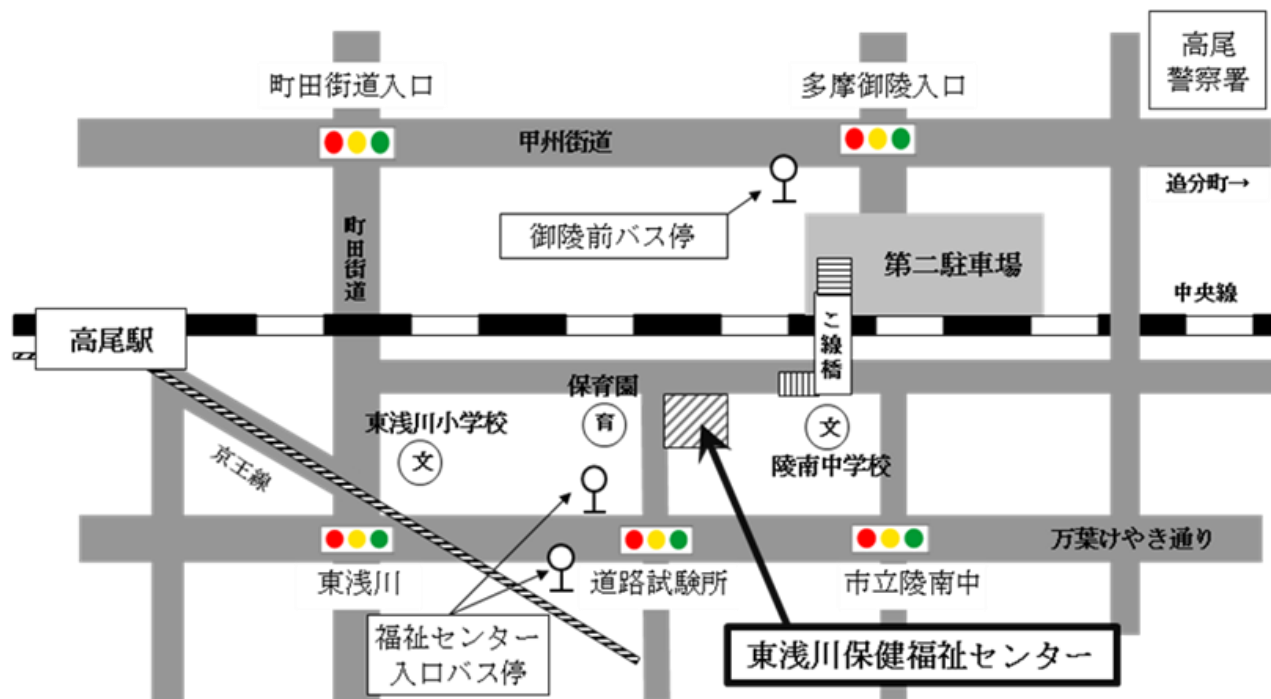 高尾
警察署
町田街道入口
多摩御陵入口
甲州街道
追分町→
御陵前バス停
町田街道
第二駐車場
中央線
高尾駅
こ線橋
保育園
育
東浅川小学校
文
文
陵南中学校
京王線
万葉けやき通り
東浅川
道路試験所
市立陵南中
福祉センター
入口バス停
東浅川保健福祉センター